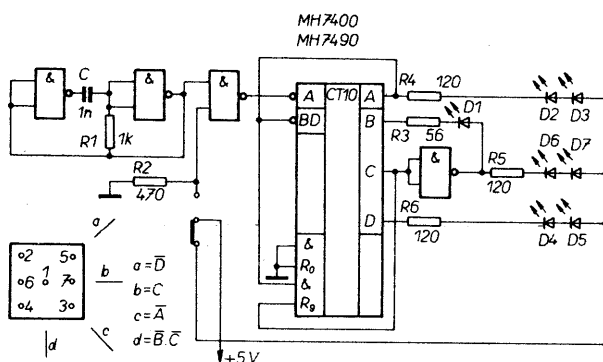 MH7400
MH7490
&
C
1n
R1
1k
&
&
R2
470
A
CT10
A
BD
B
C
D
&
R₀
&
R₉
R4
120
R3
56
D1
D2
D3
&
R5
120
D6
D7
R6
120
D4
D5
a
b
c
d
2
5
1
6
7
4
3
a=D̅
b=C
c=A̅
d=B̅.C̅
+5V